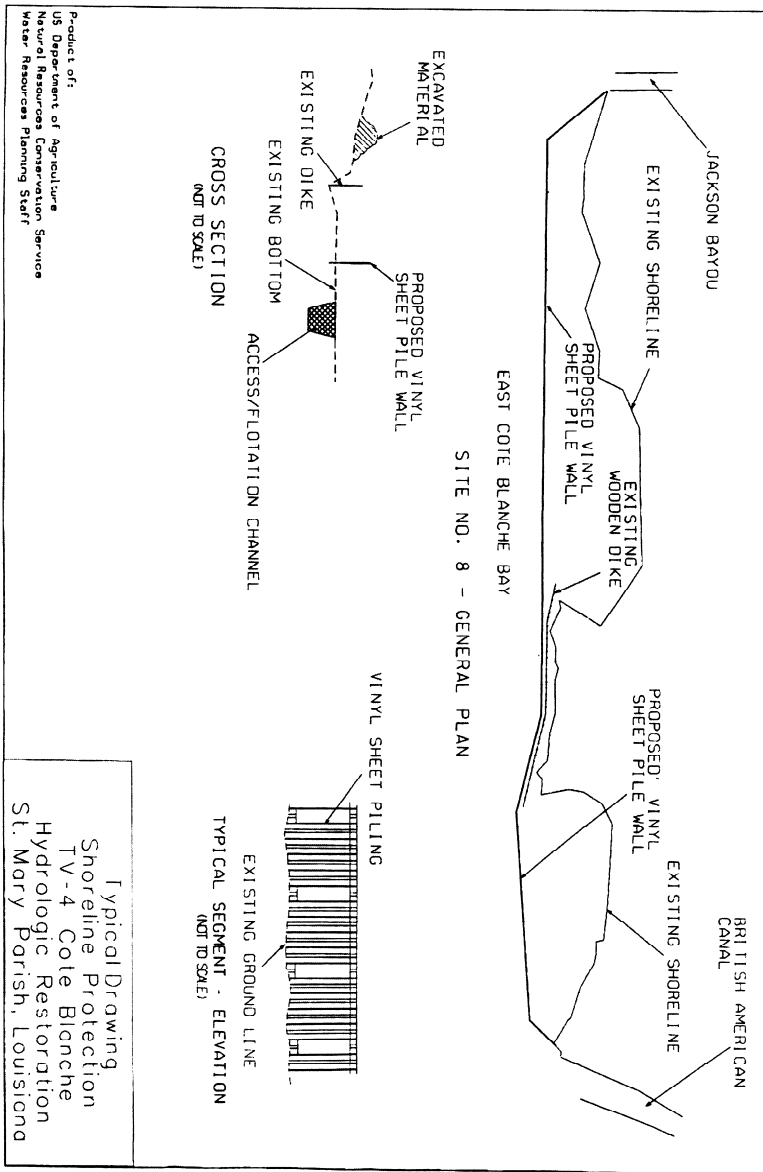 JACKSON BAYOU
EXISTING SHORELINE
PROPOSED VINYL
SHEET PILE WALL
EXISTING
WOODEN DIKE
PROPOSED VINYL
SHEET PILE WALL
EXISTING SHORELINE
BRITISH AMERICAN
CANAL
EAST COTE BLANCHE BAY
SITE NO. 8 - GENERAL PLAN
EXCAVATED
MATERIAL
EXISTING DIKE
EXISTING BOTTOM
PROPOSED VINYL
SHEET PILE WALL
ACCESS/FLOTATION CHANNEL
CROSS SECTION
(NOT TO SCALE)
VINYL SHEET PILING
EXISTING GROUND LINE
TYPICAL SEGMENT - ELEVATION
(NOT TO SCALE)
Product of:
US Department of Agriculture
Natural Resources Conservation Service
Water Resources Planning Staff
Typical Drawing
Shoreline Protection
TV-4 Cote Blanche
Hydrologic Restoration
St. Mary Parish, Louisiana